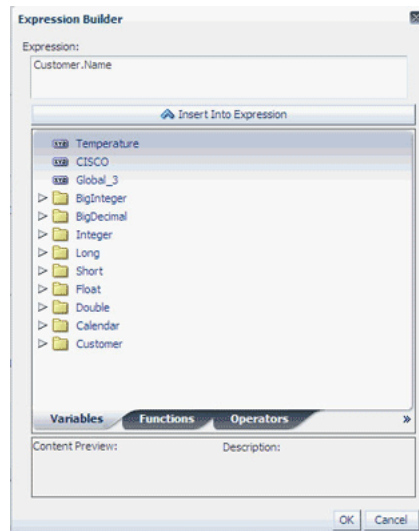 Expression Builder
Expression:
Customer.Name
Insert Into Expression
Temperature
CISCO
Global_3
BigInteger
BigDecimal
Integer
Long
Short
Float
Double
Calendar
Customer
Variables Functions Operators »
Content Preview: Description:
OK Cancel